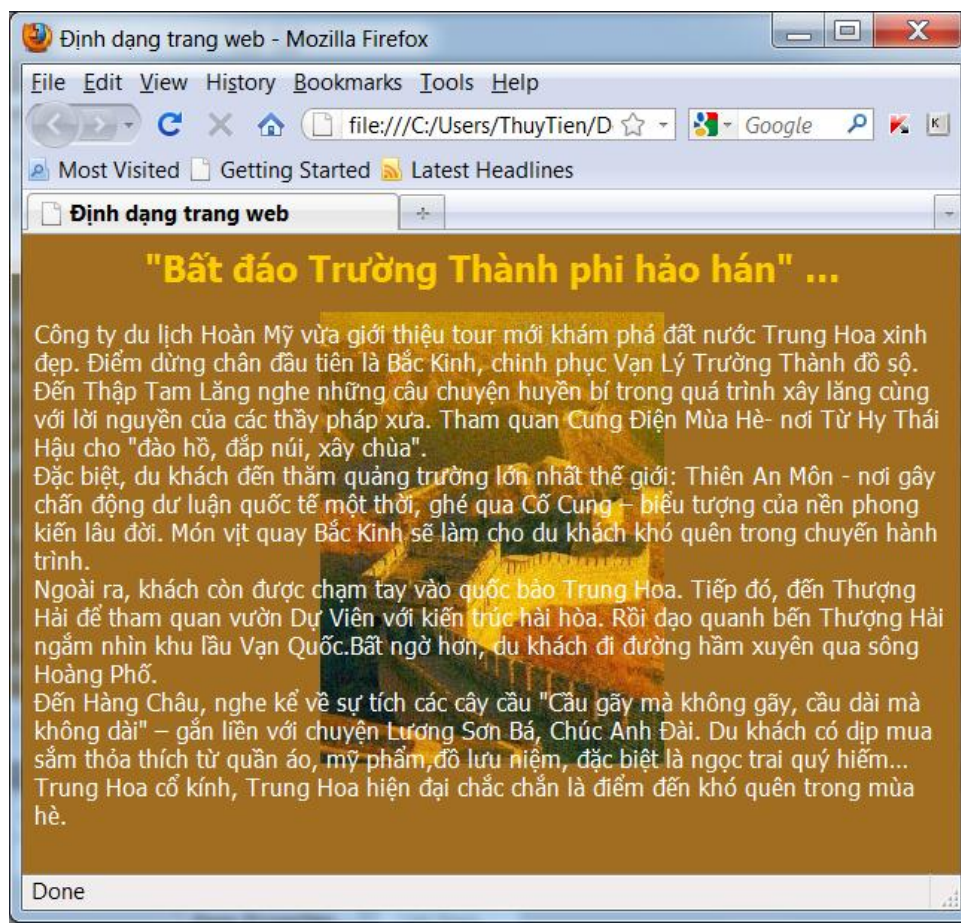 Định dạng trang web - Mozilla Firefox
File Edit View History Bookmarks Tools Help
file:///C:/Users/ThuyTien/D Google
Most Visited Getting Started Latest Headlines
Định dạng trang web
"Bất đáo Trường Thành phi hảo hán" ...
Công ty du lịch Hoàn Mỹ vừa giới thiệu tour mới khám phá đất nước Trung Hoa xinh
đẹp. Điểm dừng chân đầu tiên là Bắc Kinh, chinh phục Vạn Lý Trường Thành đồ sộ.
Đến Thập Tam Lăng nghe những câu chuyện huyền bí trong quá trình xây lăng cùng
với lời nguyền của các thầy pháp xưa. Tham quan Cung Điện Mùa Hè- nơi Từ Hy Thái
Hậu cho "đào hồ, đắp núi, xây chùa".
Đặc biệt, du khách đến thăm quảng trường lớn nhất thế giới: Thiên An Môn - nơi gây
chấn động dư luận quốc tế một thời, ghé qua Cố Cung – biểu tượng của nền phong
kiến lâu đời. Món vịt quay Bắc Kinh sẽ làm cho du khách khó quên trong chuyến hành
trình.
Ngoài ra, khách còn được chạm tay vào quốc bảo Trung Hoa. Tiếp đó, đến Thượng
Hải để tham quan vườn Dự Viên với kiến trúc hài hòa. Rồi dạo quanh bến Thượng Hải
ngắm nhìn khu lầu Vạn Quốc.Bất ngờ hơn, du khách đi đường hầm xuyên qua sông
Hoàng Phố.
Đến Hàng Châu, nghe kể về sự tích các cây cầu "Cầu gãy mà không gãy, cầu dài mà
không dài" – gắn liền với chuyện Lương Sơn Bá, Chúc Anh Đài. Du khách có dịp mua
sắm thỏa thích từ quần áo, mỹ phẩm,đồ lưu niệm, đặc biệt là ngọc trai quý hiếm...
Trung Hoa cổ kính, Trung Hoa hiện đại chắc chắn là điểm đến khó quên trong mùa
hè.
Done